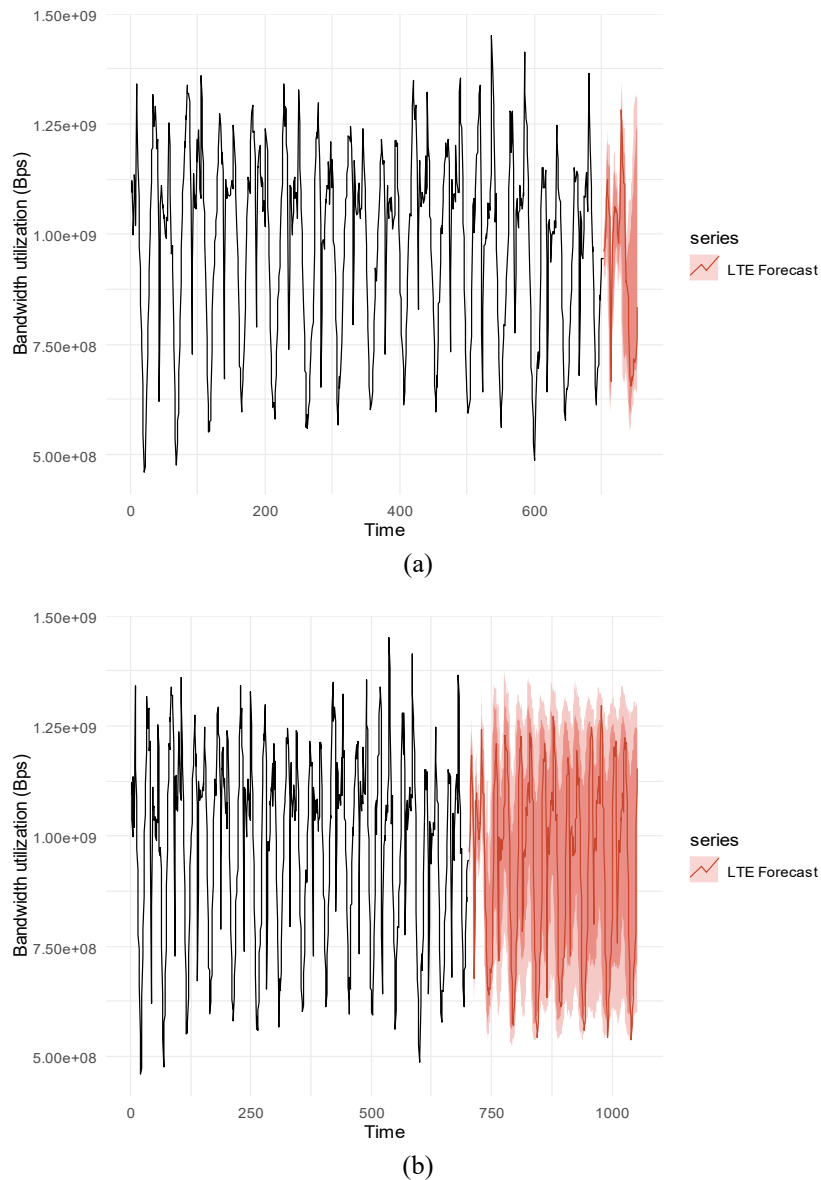 1.50e+09
1.25e+09
1.00e+09
7.50e+08
5.00e+08
Bandwidth utilization (Bps)
0 200 400 600
Time
series
LTE Forecast
(a)
1.50e+09
1.25e+09
1.00e+09
7.50e+08
5.00e+08
Bandwidth utilization (Bps)
0 250 500 750 1000
Time
series
LTE Forecast
(b)